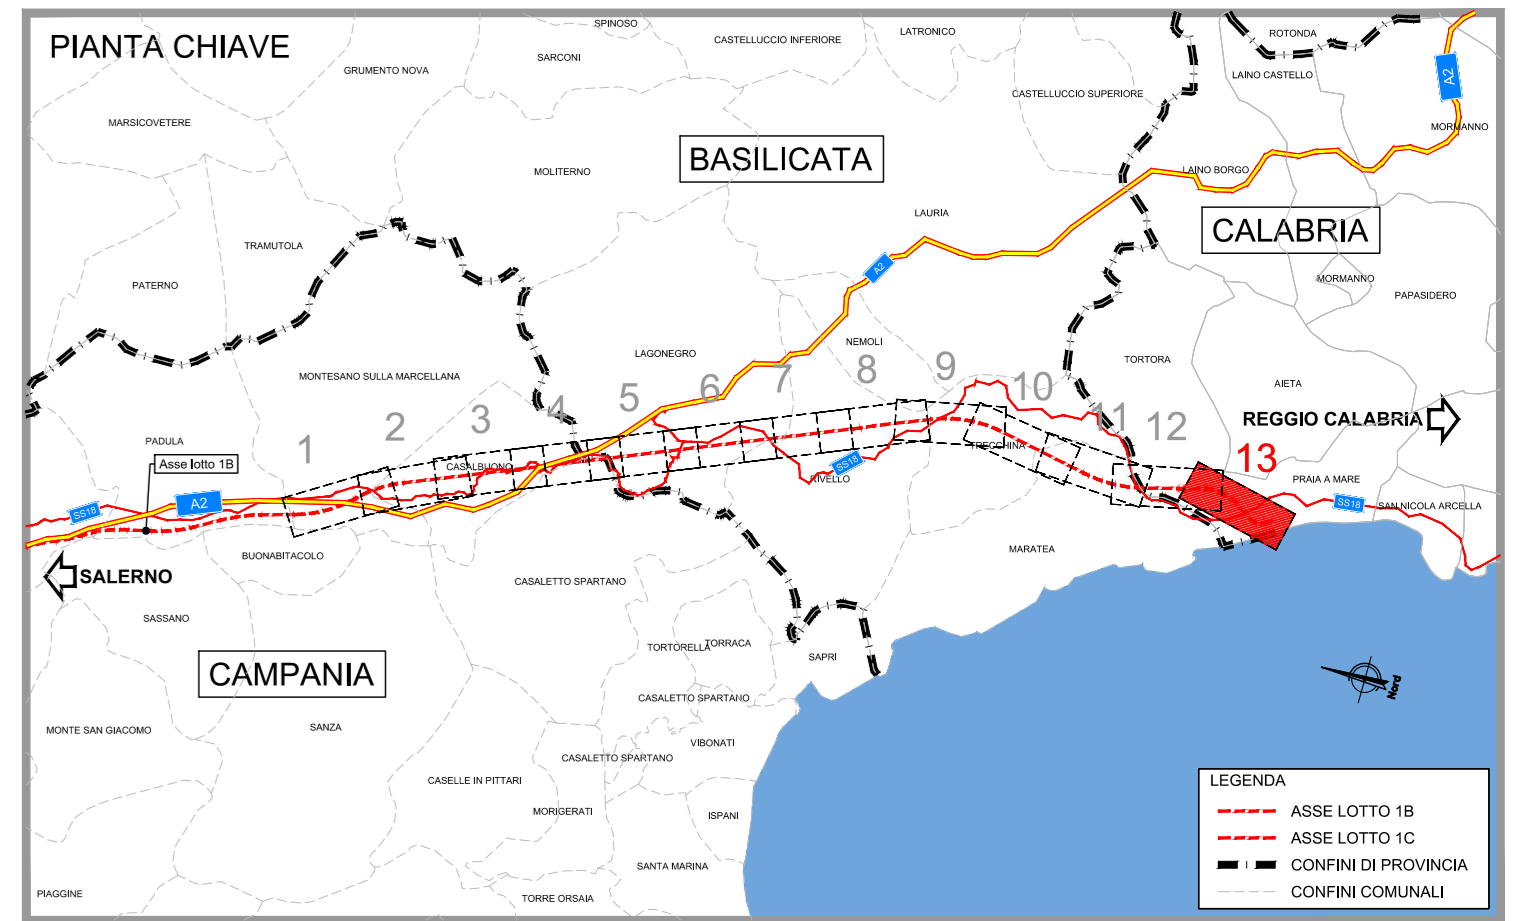 PIANTA CHIAVE
SPINOSO
SARCONI
GRUMENTO NOVA
CASTELLUCCIO INFERIORE
LATRONICO
ROTONDA
LAINO CASTELLO
A2
CASTELLUCCIO SUPERIORE
MARSICOVETERE
MORMANNO
BASILICATA
MOLITERNO
LAINO BORGO
LAURIA
CALABRIA
TRAMUTOLA
A2
PATERNO
MORMANNO
PAPASIDERO
LAGONEGRO
NEMOLI
TORTORA
MONTESANO SULLA MARCELLANA
AIETA
1
2
3
4
5
6
7
8
9
10
11
12
13
REGGIO CALABRIA
PADULA
Asse lotto 1B
CASALBUONO
TRECCHINA
SS18
RIVELLO
PRAIA A MARE
SS18
SAN NICOLA ARCELLA
A2
SS18
BUONABITACOLO
MARATEA
SALERNO
CASALETTO SPARTANO
SASSANO
TORTORELLA
TORRACA
SAPRI
CAMPANIA
CASALETTO SPARTANO
Nord
MONTE SAN GIACOMO
SANZA
VIBONATI
CASALETTO SPARTANO
CASELLE IN PITTARI
MORIGERATI
ISPANI
SANTA MARINA
PIAGGINE
TORRE ORSAIA
LEGENDA
ASSE LOTTO 1B
ASSE LOTTO 1C
CONFINI DI PROVINCIA
CONFINI COMUNALI